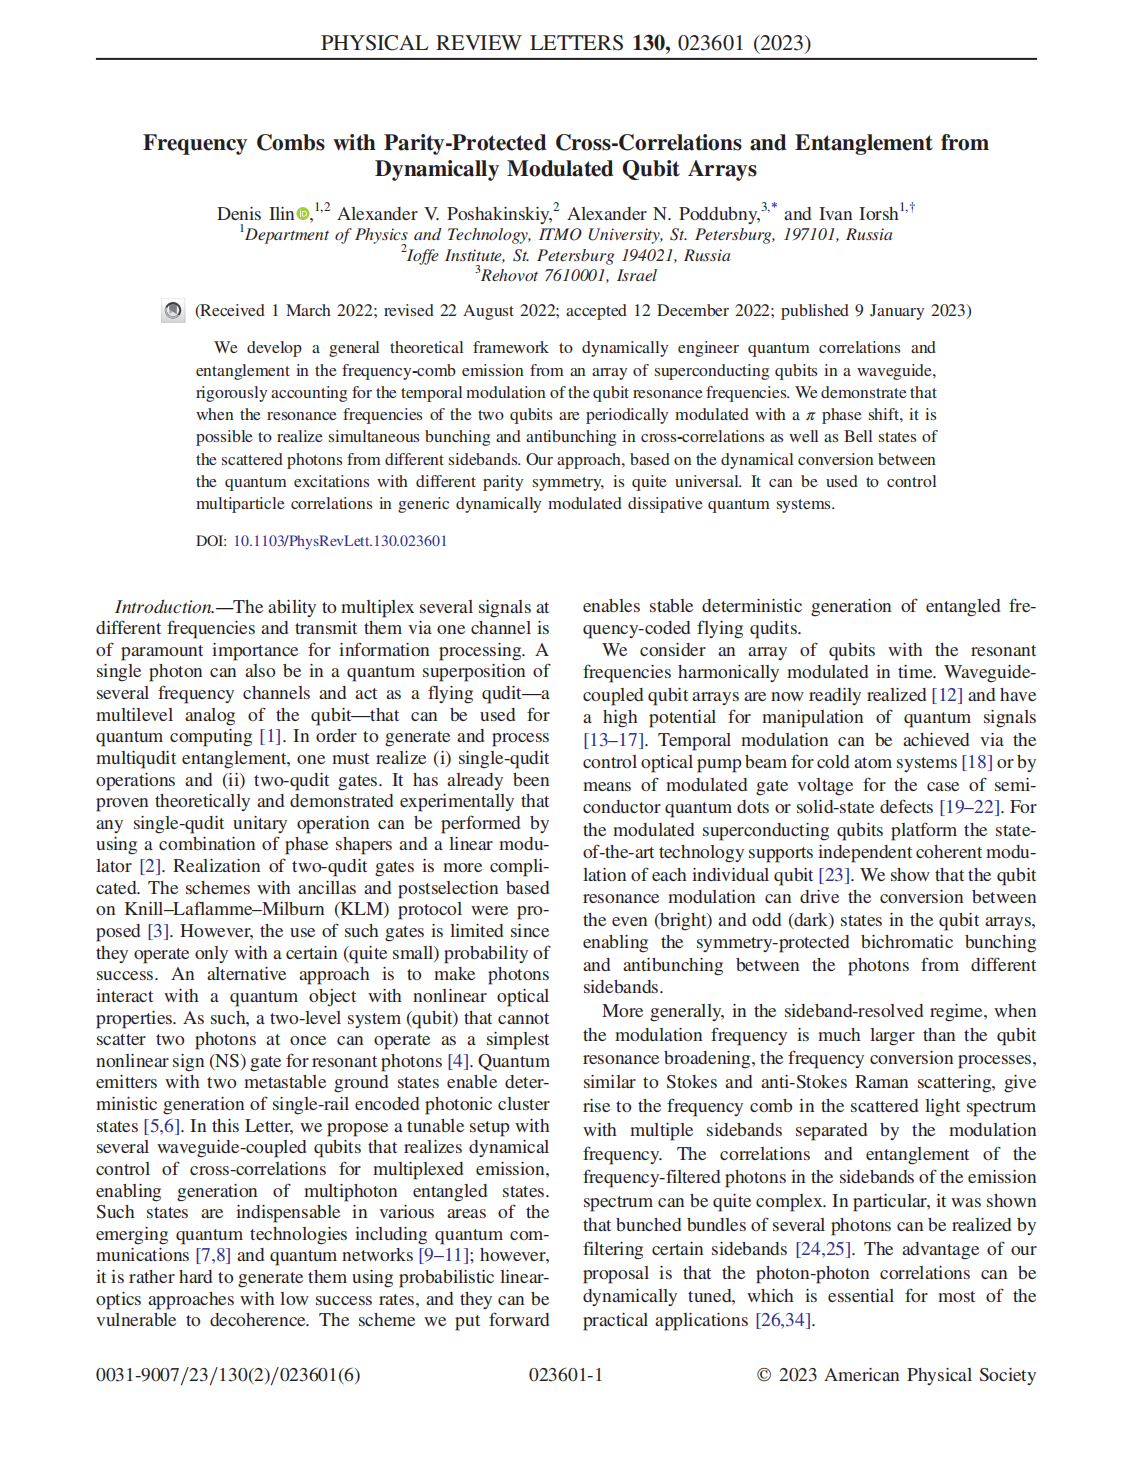 PHYSICAL REVIEW LETTERS 130, 023601 (2023)
Frequency Combs with Parity-Protected Cross-Correlations and Entanglement from
Dynamically Modulated Qubit Arrays
Denis Ilin,1,2 Alexander V. Poshakinskiy,2 Alexander N. Poddubny,3,* and Ivan Iorsh1,†
1Department of Physics and Technology, ITMO University, St. Petersburg, 197101, Russia
2Ioffe Institute, St. Petersburg 194021, Russia
3Rehovot 7610001, Israel
(Received 1 March 2022; revised 22 August 2022; accepted 12 December 2022; published 9 January 2023)
We develop a general theoretical framework to dynamically engineer quantum correlations and
entanglement in the frequency-comb emission from an array of superconducting qubits in a waveguide,
rigorously accounting for the temporal modulation of the qubit resonance frequencies. We demonstrate that
when the resonance frequencies of the two qubits are periodically modulated with a π phase shift, it is
possible to realize simultaneous bunching and antibunching in cross-correlations as well as Bell states of
the scattered photons from different sidebands. Our approach, based on the dynamical conversion between
the quantum excitations with different parity symmetry, is quite universal. It can be used to control
multiparticle correlations in generic dynamically modulated dissipative quantum systems.
DOI: 10.1103/PhysRevLett.130.023601
Introduction.—The ability to multiplex several signals at
different frequencies and transmit them via one channel is
of paramount importance for information processing. A
single photon can also be in a quantum superposition of
several frequency channels and act as a flying qudit—a
multilevel analog of the qubit—that can be used for
quantum computing [1]. In order to generate and process
multiqudit entanglement, one must realize (i) single-qudit
operations and (ii) two-qudit gates. It has already been
proven theoretically and demonstrated experimentally that
any single-qudit unitary operation can be performed by
using a combination of phase shapers and a linear modu-
lator [2]. Realization of two-qudit gates is more compli-
cated. The schemes with ancillas and postselection based
on Knill–Laflamme–Milburn (KLM) protocol were pro-
posed [3]. However, the use of such gates is limited since
they operate only with a certain (quite small) probability of
success. An alternative approach is to make photons
interact with a quantum object with nonlinear optical
properties. As such, a two-level system (qubit) that cannot
scatter two photons at once can operate as a simplest
nonlinear sign (NS) gate for resonant photons [4]. Quantum
emitters with two metastable ground states enable deter-
ministic generation of single-rail encoded photonic cluster
states [5,6]. In this Letter, we propose a tunable setup with
several waveguide-coupled qubits that realizes dynamical
control of cross-correlations for multiplexed emission,
enabling generation of multiphoton entangled states.
Such states are indispensable in various areas of the
emerging quantum technologies including quantum com-
munications [7,8] and quantum networks [9–11]; however,
it is rather hard to generate them using probabilistic linear-
optics approaches with low success rates, and they can be
vulnerable to decoherence. The scheme we put forward
enables stable deterministic generation of entangled fre-
quency-coded flying qudits.
We consider an array of qubits with the resonant
frequencies harmonically modulated in time. Waveguide-
coupled qubit arrays are now readily realized [12] and have
a high potential for manipulation of quantum signals
[13–17]. Temporal modulation can be achieved via the
control optical pump beam for cold atom systems [18] or by
means of modulated gate voltage for the case of semi-
conductor quantum dots or solid-state defects [19–22]. For
the modulated superconducting qubits platform the state-
of-the-art technology supports independent coherent modu-
lation of each individual qubit [23]. We show that the qubit
resonance modulation can drive the conversion between
the even (bright) and odd (dark) states in the qubit arrays,
enabling the symmetry-protected bichromatic bunching
and antibunching between the photons from different
sidebands.
More generally, in the sideband-resolved regime, when
the modulation frequency is much larger than the qubit
resonance broadening, the frequency conversion processes,
similar to Stokes and anti-Stokes Raman scattering, give
rise to the frequency comb in the scattered light spectrum
with multiple sidebands separated by the modulation
frequency. The correlations and entanglement of the
frequency-filtered photons in the sidebands of the emission
spectrum can be quite complex. In particular, it was shown
that bunched bundles of several photons can be realized by
filtering certain sidebands [24,25]. The advantage of our
proposal is that the photon-photon correlations can be
dynamically tuned, which is essential for most of the
practical applications [26,34].
0031-9007/23/130(2)/023601(6)
023601-1
© 2023 American Physical Society